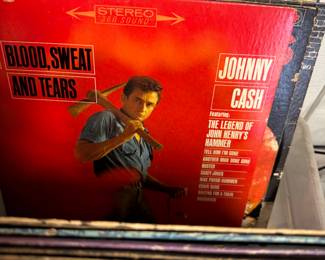 STEREO
360 SOUND
BLOOD, SWEAT
AND TEARS
JOHNNY
CASH
Featuring:
THE LEGEND OF
JOHN HENRY'S
HAMMER
TELL HIM I'M GONE
ANOTHER MAN DONE GONE
BUSTED
CASEY JONES
NINE POUND HAMMER
CHAIN GANG
WAITING FOR A TRAIN
ROUGHNECK